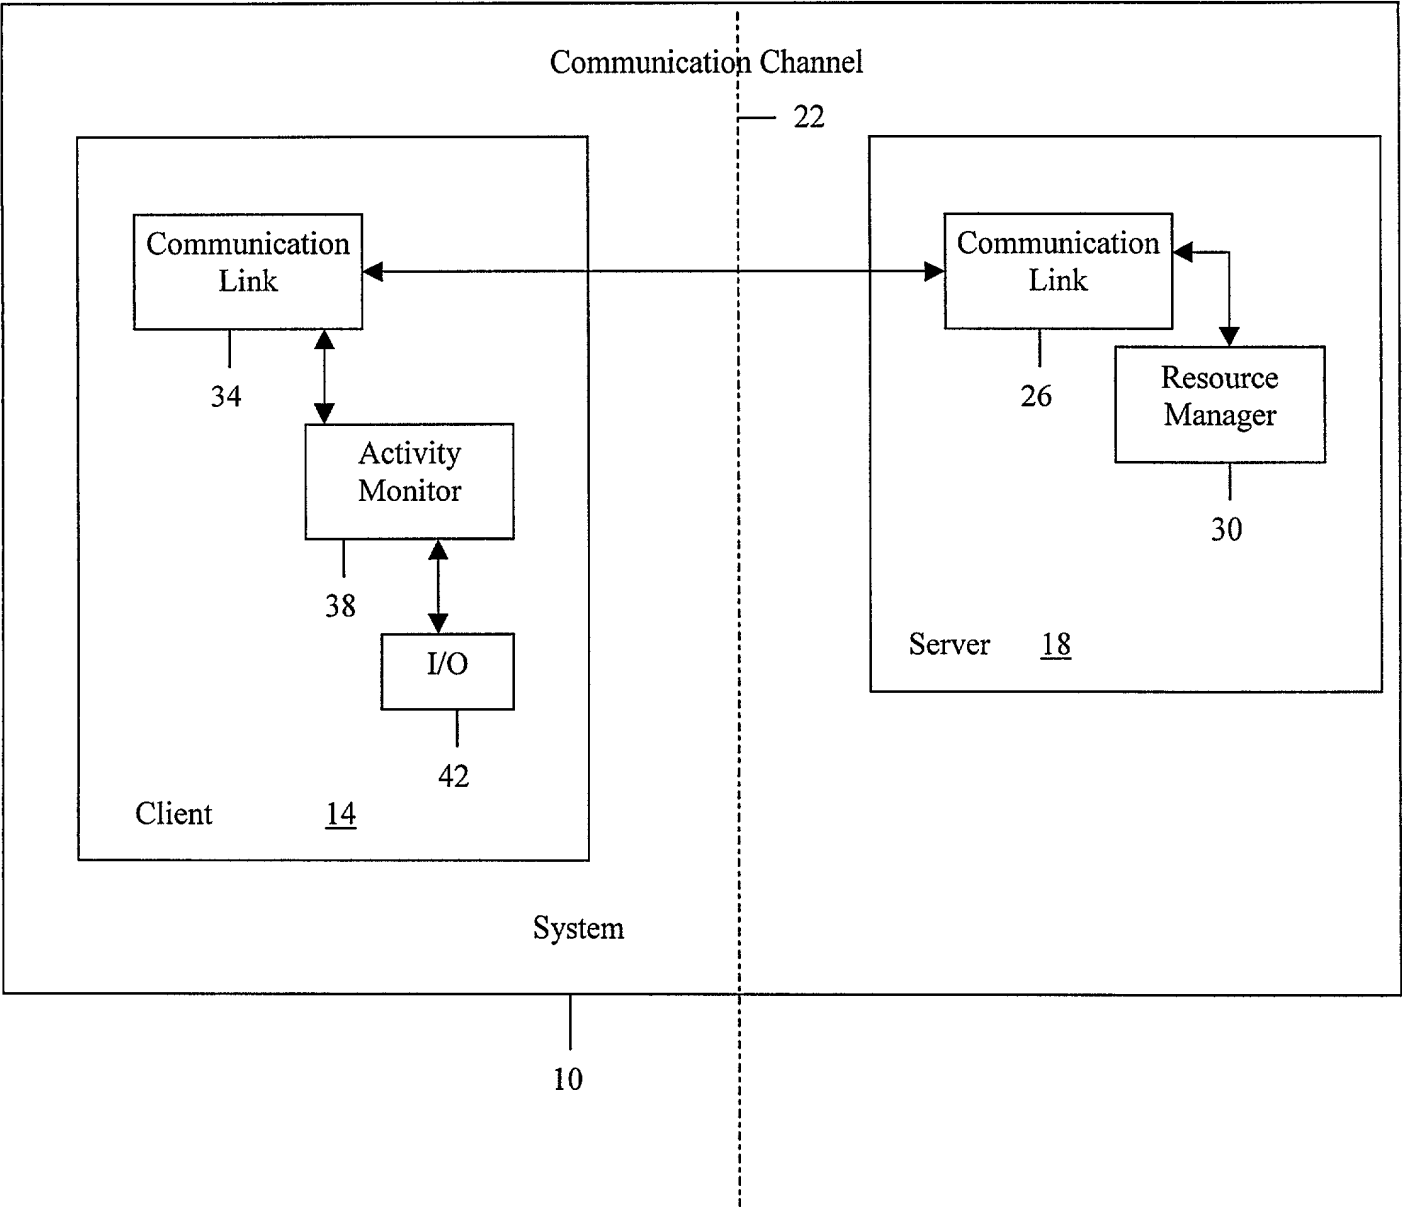 Communication Channel
22
Communication
Link
34
Activity
Monitor
38
I/O
42
Client 14
Communication
Link
26
Resource
Manager
30
Server 18
System
10